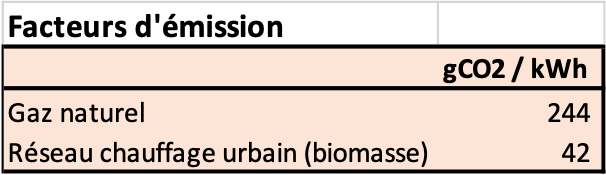 Facteurs d'émission
gCO2 / kWh
Gaz naturel 244
Réseau chauffage urbain (biomasse) 42